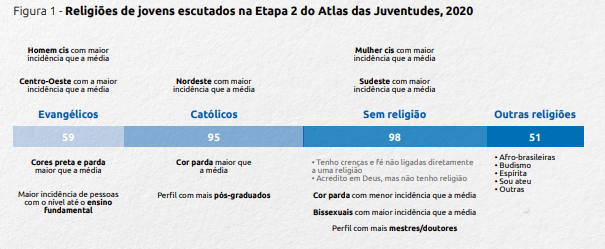 Figura 1 - Religiões de jovens escutados na Etapa 2 do Atlas das Juventudes, 2020
Homem cis com maior
incidência que a média
Centro-Oeste com a maior
incidência que a média
Evangélicos
59
Cores preta e parda
maior que a média
Maior incidência de pessoas
com o nível até o ensino
fundamental
Nordeste com maior
incidência que a média
Católicos
95
Cor parda maior que
a média
Perfil com mais pós-graduados
Mulher cis com maior
incidência que a média
Sudeste com maior
incidência que a média
Sem religião
98
• Tenho crenças e fé não ligadas diretamente
a uma religião
• Acredito em Deus, mas não tenho religião
Cor parda com menor incidência que a média
Bissexuais com maior incidência que a média
Perfil com mais mestres/doutores
Outras religiões
51
• Afro-brasileiras
• Budismo
• Espírita
• Sou ateu
• Outras